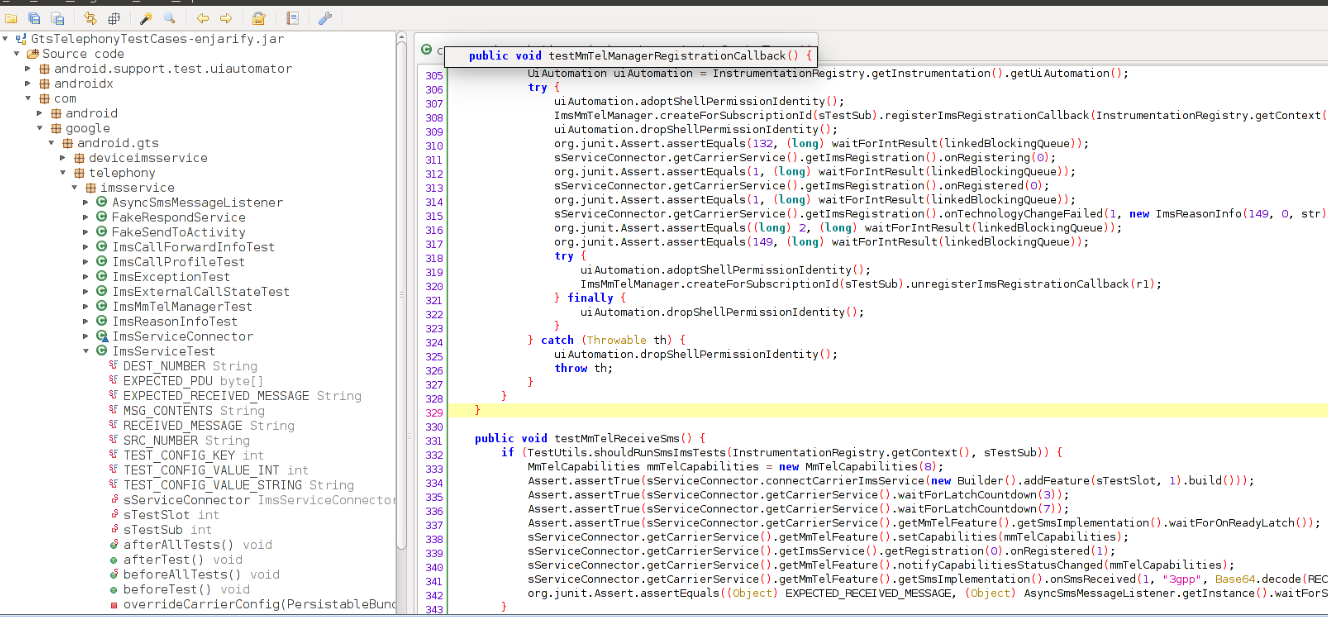 GtsTelephonyTestCases-enjarify.jar
Source code
android.support.test.uiautomator
androidx
com
android
google
android.gts
deviceimsservice
telephony
imsservice
AsyncSmsMessageListener
FakeRespondService
FakeSendToActivity
ImsCallForwardInfoTest
ImsCallProfileTest
ImsExceptionTest
ImsExternalCallStateTest
ImsMmTelManagerTest
ImsReasonInfoTest
ImsServiceConnector
ImsServiceTest
DEST_NUMBER String
EXPECTED_PDU byte[]
EXPECTED_RECEIVED_MESSAGE String
MSG_CONTENTS String
RECEIVED_MESSAGE String
SRC_NUMBER String
TEST_CONFIG_KEY int
TEST_CONFIG_VALUE_INT int
TEST_CONFIG_VALUE_STRING String
sServiceConnector ImsServiceConnector
sTestSlot int
sTestSub int
afterAllTests() void
afterTest() void
beforeAllTests() void
beforeTest() void
overrideCarrierConfig(PersistableBund
public void testMmTelManagerRegistrationCallback() {
305 UiAutomation uiAutomation = InstrumentationRegistry.getInstrumentation().getUiAutomation();
306 try {
307 uiAutomation.adoptShellPermissionIdentity();
308 ImsMmTelManager.createForSubscriptionId(sTestSub).registerImsRegistrationCallback(InstrumentationRegistry.getContext(
309 uiAutomation.dropShellPermissionIdentity();
310 org.junit.Assert.assertEquals(132, (long) waitForIntResult(linkedBlockingQueue));
311 sServiceConnector.getCarrierService().getImsRegistration().onRegistering(0);
312 org.junit.Assert.assertEquals(1, (long) waitForIntResult(linkedBlockingQueue));
313 sServiceConnector.getCarrierService().getImsRegistration().onRegistered(0);
314 org.junit.Assert.assertEquals(1, (long) waitForIntResult(linkedBlockingQueue));
315 sServiceConnector.getCarrierService().getImsRegistration().onTechnologyChangeFailed(1, new ImsReasonInfo(149, 0, str)
316 org.junit.Assert.assertEquals((long) 2, (long) waitForIntResult(linkedBlockingQueue));
317 org.junit.Assert.assertEquals(149, (long) waitForIntResult(linkedBlockingQueue));
318 try {
319 uiAutomation.adoptShellPermissionIdentity();
320 ImsMmTelManager.createForSubscriptionId(sTestSub).unregisterImsRegistrationCallback(r1);
321 } finally {
322 uiAutomation.dropShellPermissionIdentity();
323 }
324 } catch (Throwable th) {
325 uiAutomation.dropShellPermissionIdentity();
326 throw th;
327 }
328 }
329 }
330
331 public void testMmTelReceiveSms() {
332 if (TestUtils.shouldRunSmsImsTests(InstrumentationRegistry.getContext(), sTestSub)) {
333 MmTelCapabilities mmTelCapabilities = new MmTelCapabilities(8);
334 Assert.assertTrue(sServiceConnector.connectCarrierImsService(new Builder().addFeature(sTestSlot, 1).build()));
335 Assert.assertTrue(sServiceConnector.getCarrierService().waitForLatchCountdown(3));
336 Assert.assertTrue(sServiceConnector.getCarrierService().waitForLatchCountdown(7));
337 Assert.assertTrue(sServiceConnector.getCarrierService().getMmTelFeature().getSmsImplementation().waitForOnReadyLatch());
338 sServiceConnector.getCarrierService().getMmTelFeature().setCapabilities(mmTelCapabilities);
339 sServiceConnector.getCarrierService().getImsService().getRegistration(0).onRegistered(1);
340 sServiceConnector.getCarrierService().getMmTelFeature().notifyCapabilitiesStatusChanged(mmTelCapabilities);
341 sServiceConnector.getCarrierService().getMmTelFeature().getSmsImplementation().onSmsReceived(1, "3gpp", Base64.decode(REC
342 org.junit.Assert.assertEquals((Object) EXPECTED_RECEIVED_MESSAGE, (Object) AsyncSmsMessageListener.getInstance().waitForS
343 }